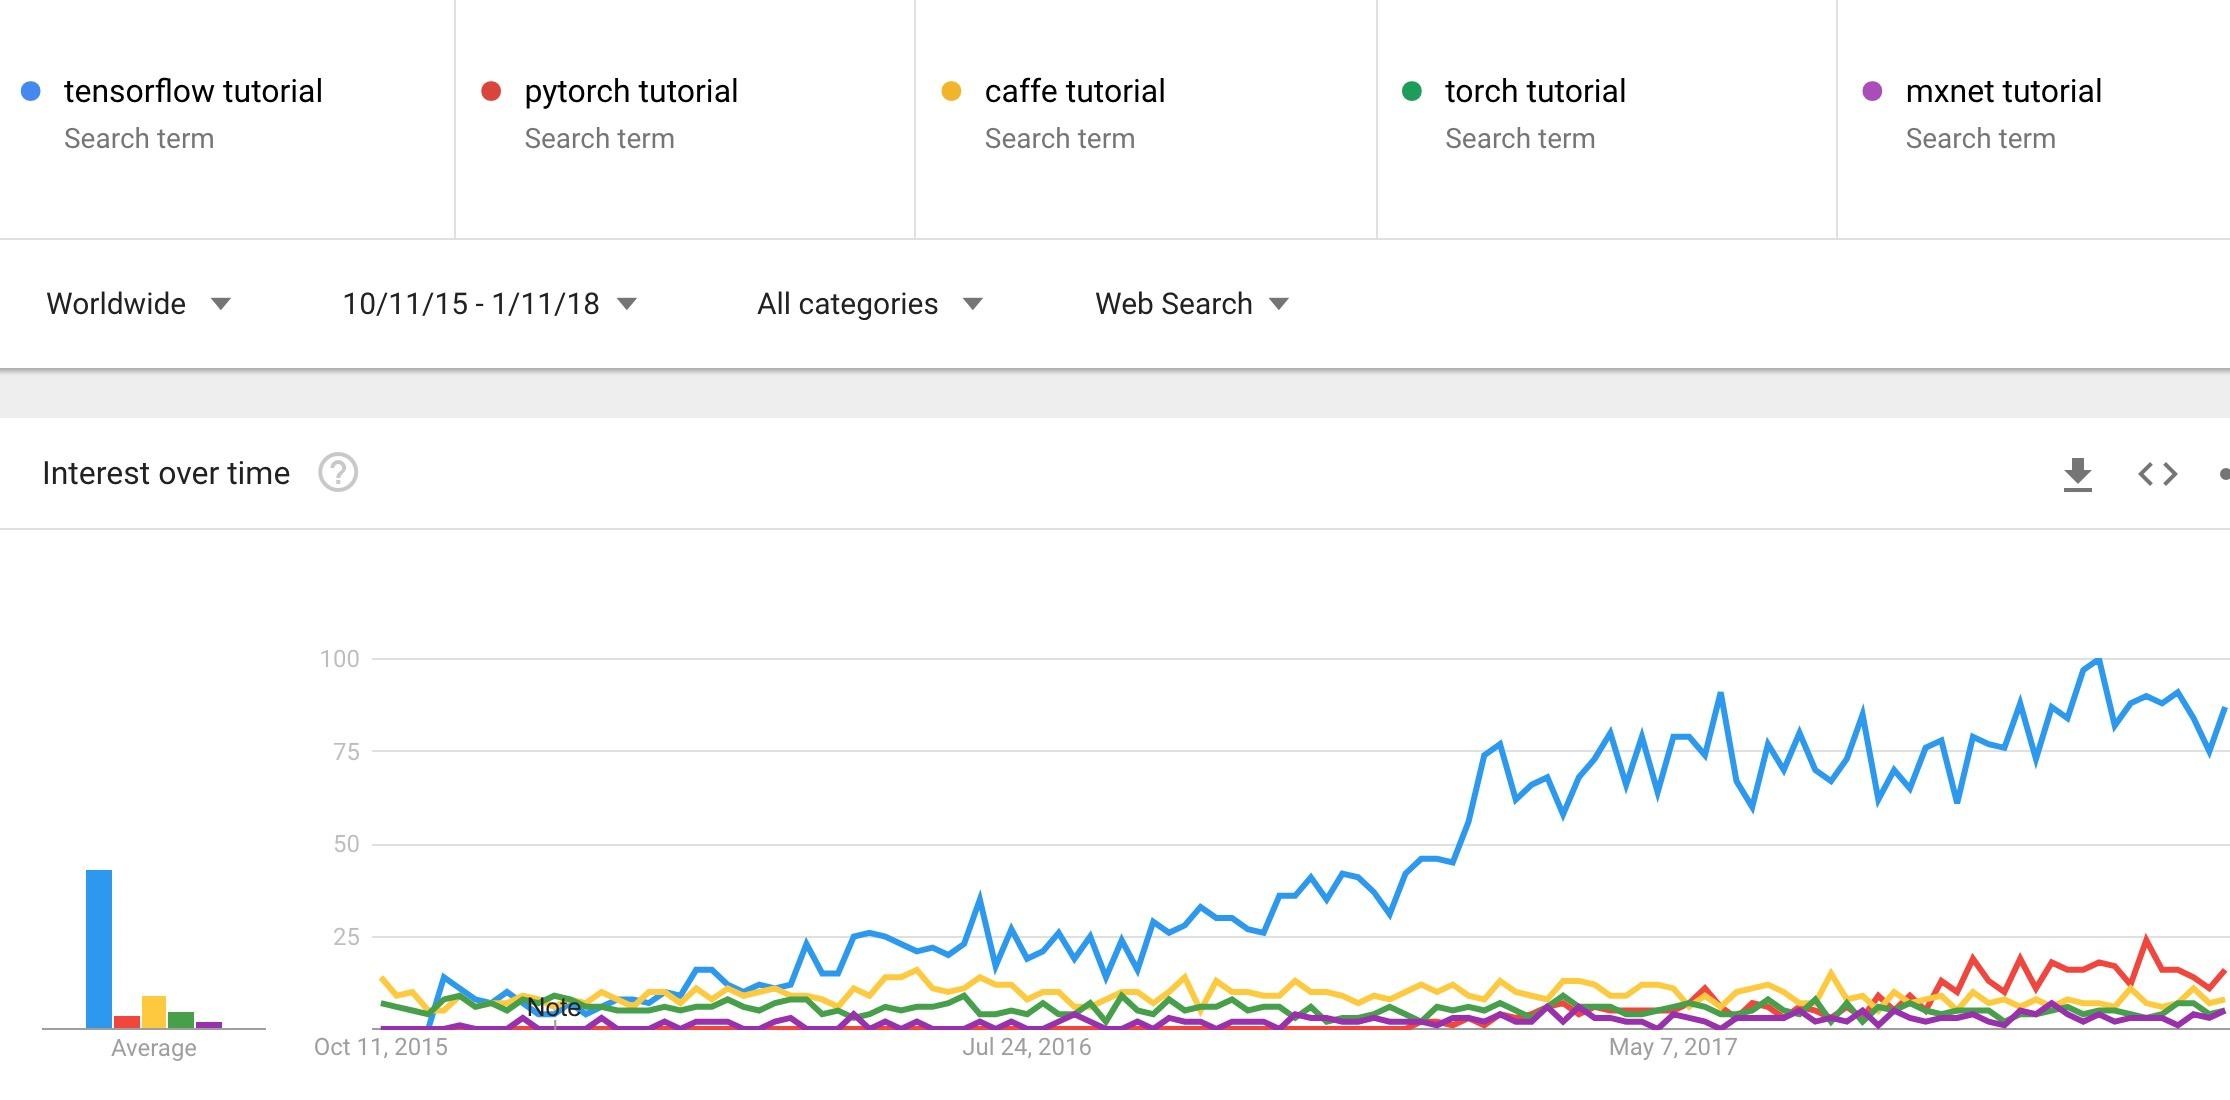 tensorflow tutorial
Search term
pytorch tutorial
Search term
caffe tutorial
Search term
torch tutorial
Search term
mxnet tutorial
Search term
Worldwide
10/11/15 - 1/11/18
All categories
Web Search
Interest over time
?
100
75
50
25
Note
Average
Oct 11, 2015
Jul 24, 2016
May 7, 2017